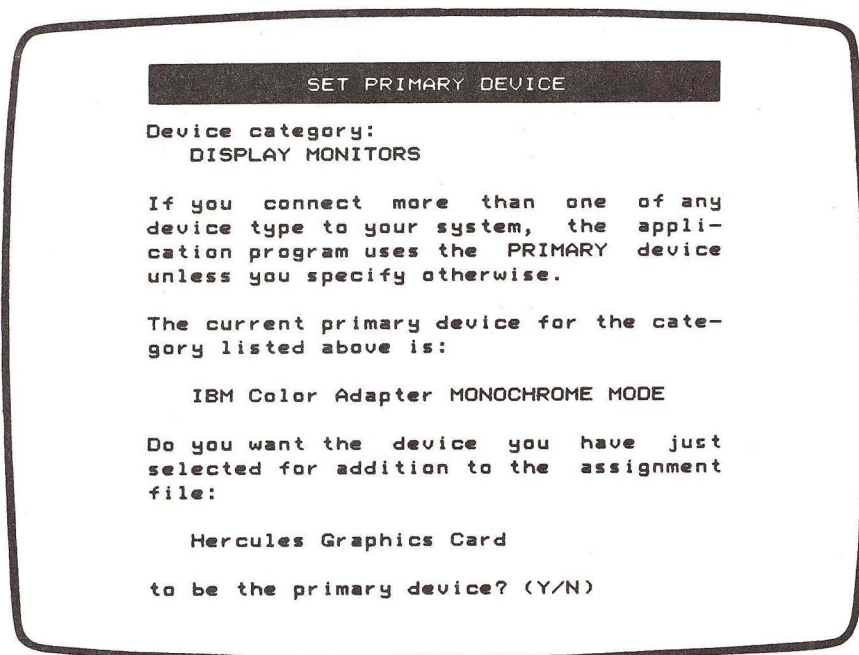 SET PRIMARY DEVICE
Device category:
DISPLAY MONITORS
If you connect more than one of any
device type to your system, the appli-
cation program uses the PRIMARY device
unless you specify otherwise.
The current primary device for the cate-
gory listed above is:
IBM Color Adapter MONOCHROME MODE
Do you want the device you have just
selected for addition to the assignment
file:
Hercules Graphics Card
to be the primary device? (Y/N)